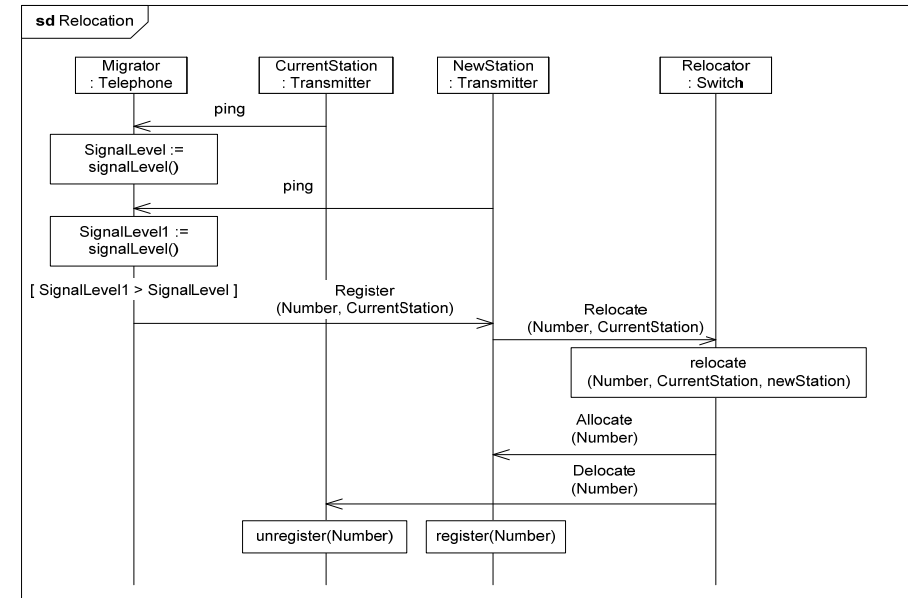 sd Relocation
Migrator
: Telephone
CurrentStation
: Transmitter
NewStation
: Transmitter
Relocator
: Switch
ping
SignalLevel :=
signalLevel()
ping
SignalLevel1 :=
signalLevel()
[ SignalLevel1 > SignalLevel ]
Register
(Number, CurrentStation)
Relocate
(Number, CurrentStation)
relocate
(Number, CurrentStation, newStation)
Allocate
(Number)
Delocate
(Number)
unregister(Number)
register(Number)